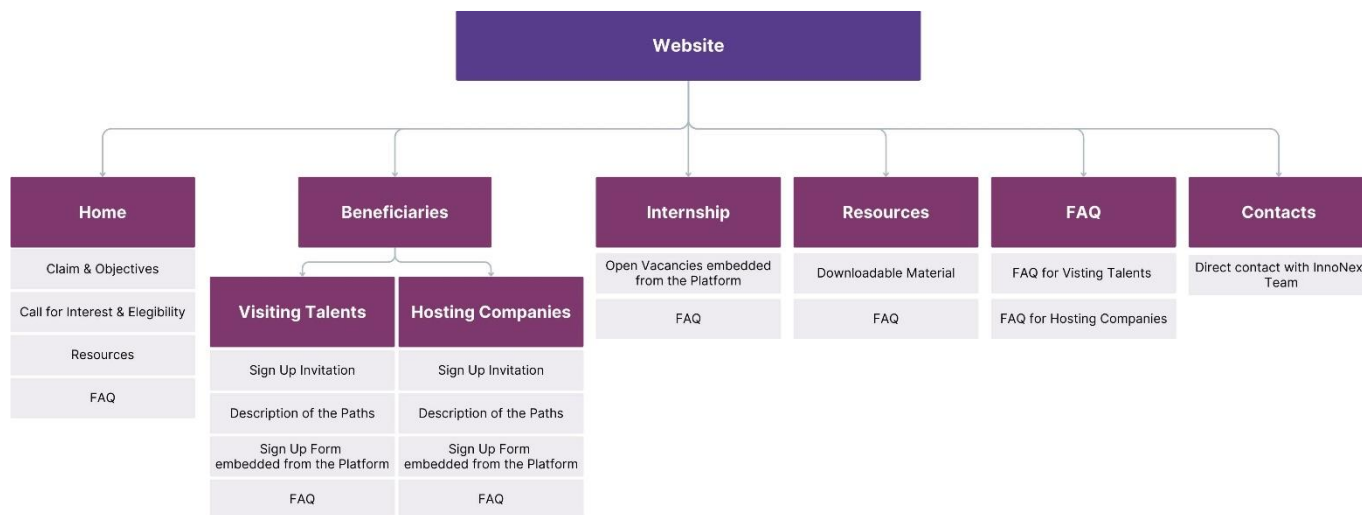 Website
Home
Beneficiaries
Internship
Resources
FAQ
Contacts
Claim & Objectives
Call for Interest & Elegibility
Resources
FAQ
Visiting Talents
Sign Up Invitation
Description of the Paths
Sign Up Form
embedded from the Platform
FAQ
Hosting Companies
Sign Up Invitation
Description of the Paths
Sign Up Form
embedded from the Platform
FAQ
Open Vacancies embedded
from the Platform
FAQ
Downloadable Material
FAQ
FAQ for Visting Talents
FAQ for Hosting Companies
Direct contact with InnoNext
Team